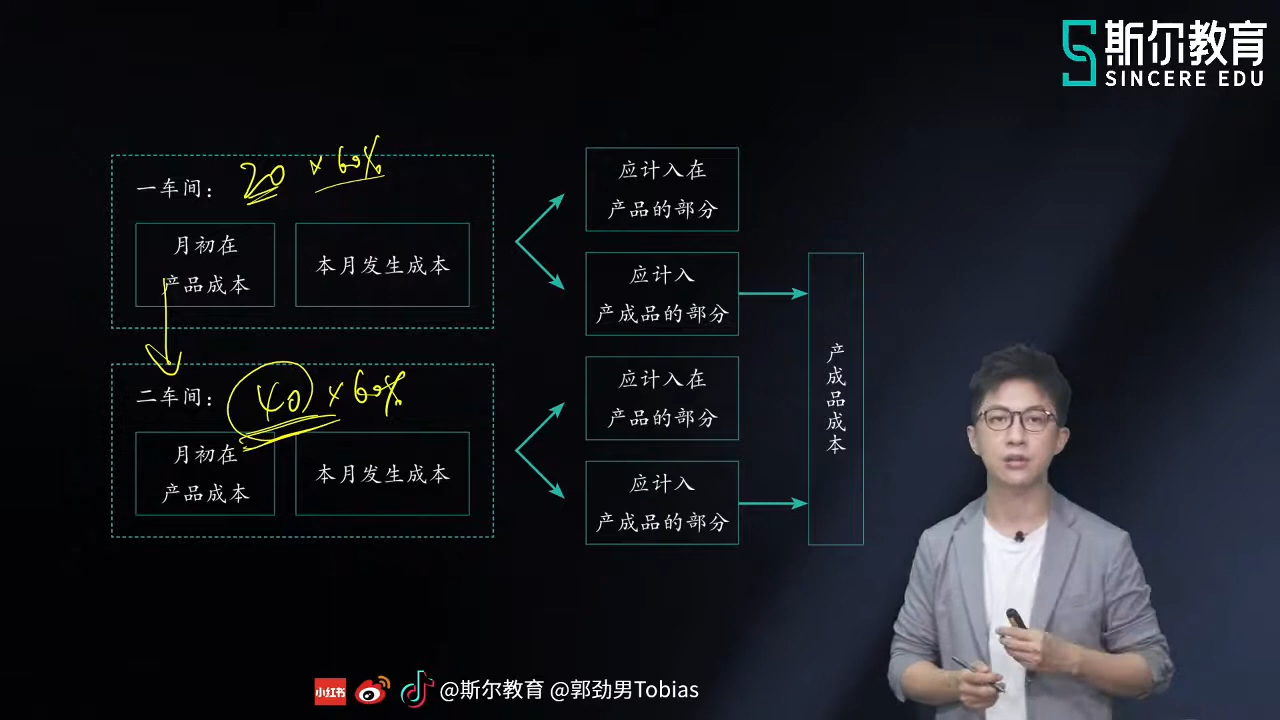 斯尔教育
SINCERE EDU
一车间：
20 × 60%
月初在
产品成本
本月发生成本
应计入在
产品的部分
应计入
产成品的部分
二车间：
40 × 60%
月初在
产品成本
本月发生成本
应计入在
产品的部分
应计入
产成品的部分
产成品成本
小红书
@斯尔教育 @郭劲男Tobias